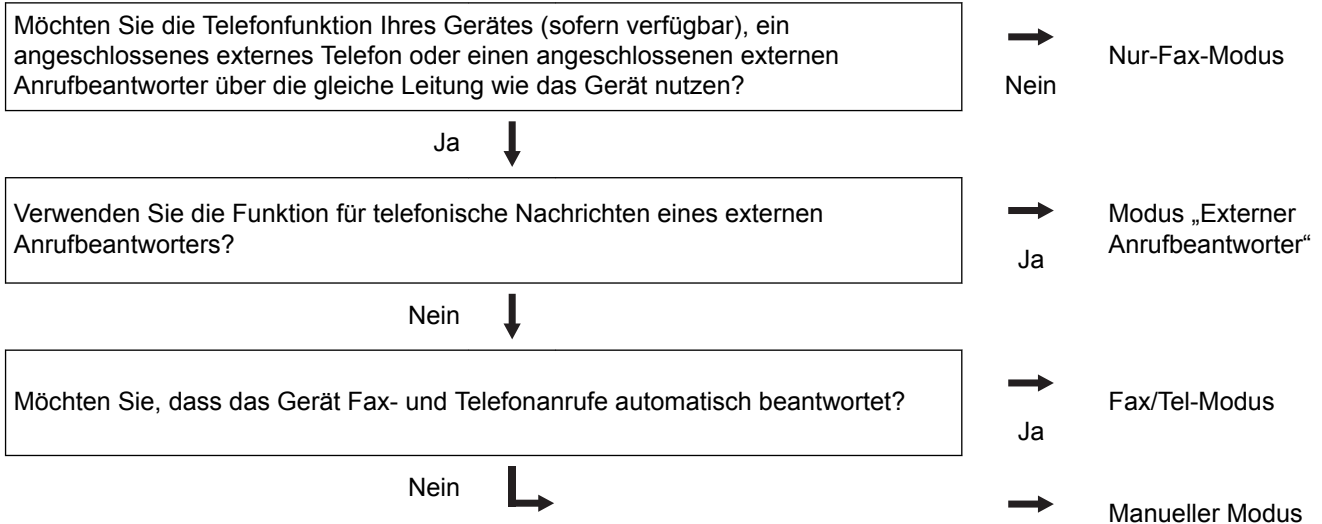 Möchten Sie die Telefonfunktion Ihres Gerätes (sofern verfügbar), ein
angeschlossenes externes Telefon oder einen angeschlossenen externen
Anrufbeantworter über die gleiche Leitung wie das Gerät nutzen?
Nur-Fax-Modus
Nein
Ja
Verwenden Sie die Funktion für telefonische Nachrichten eines externen
Anrufbeantworters?
Modus „Externer
Anrufbeantworter“
Ja
Nein
Möchten Sie, dass das Gerät Fax- und Telefonanrufe automatisch beantwortet?
Fax/Tel-Modus
Ja
Nein
Manueller Modus